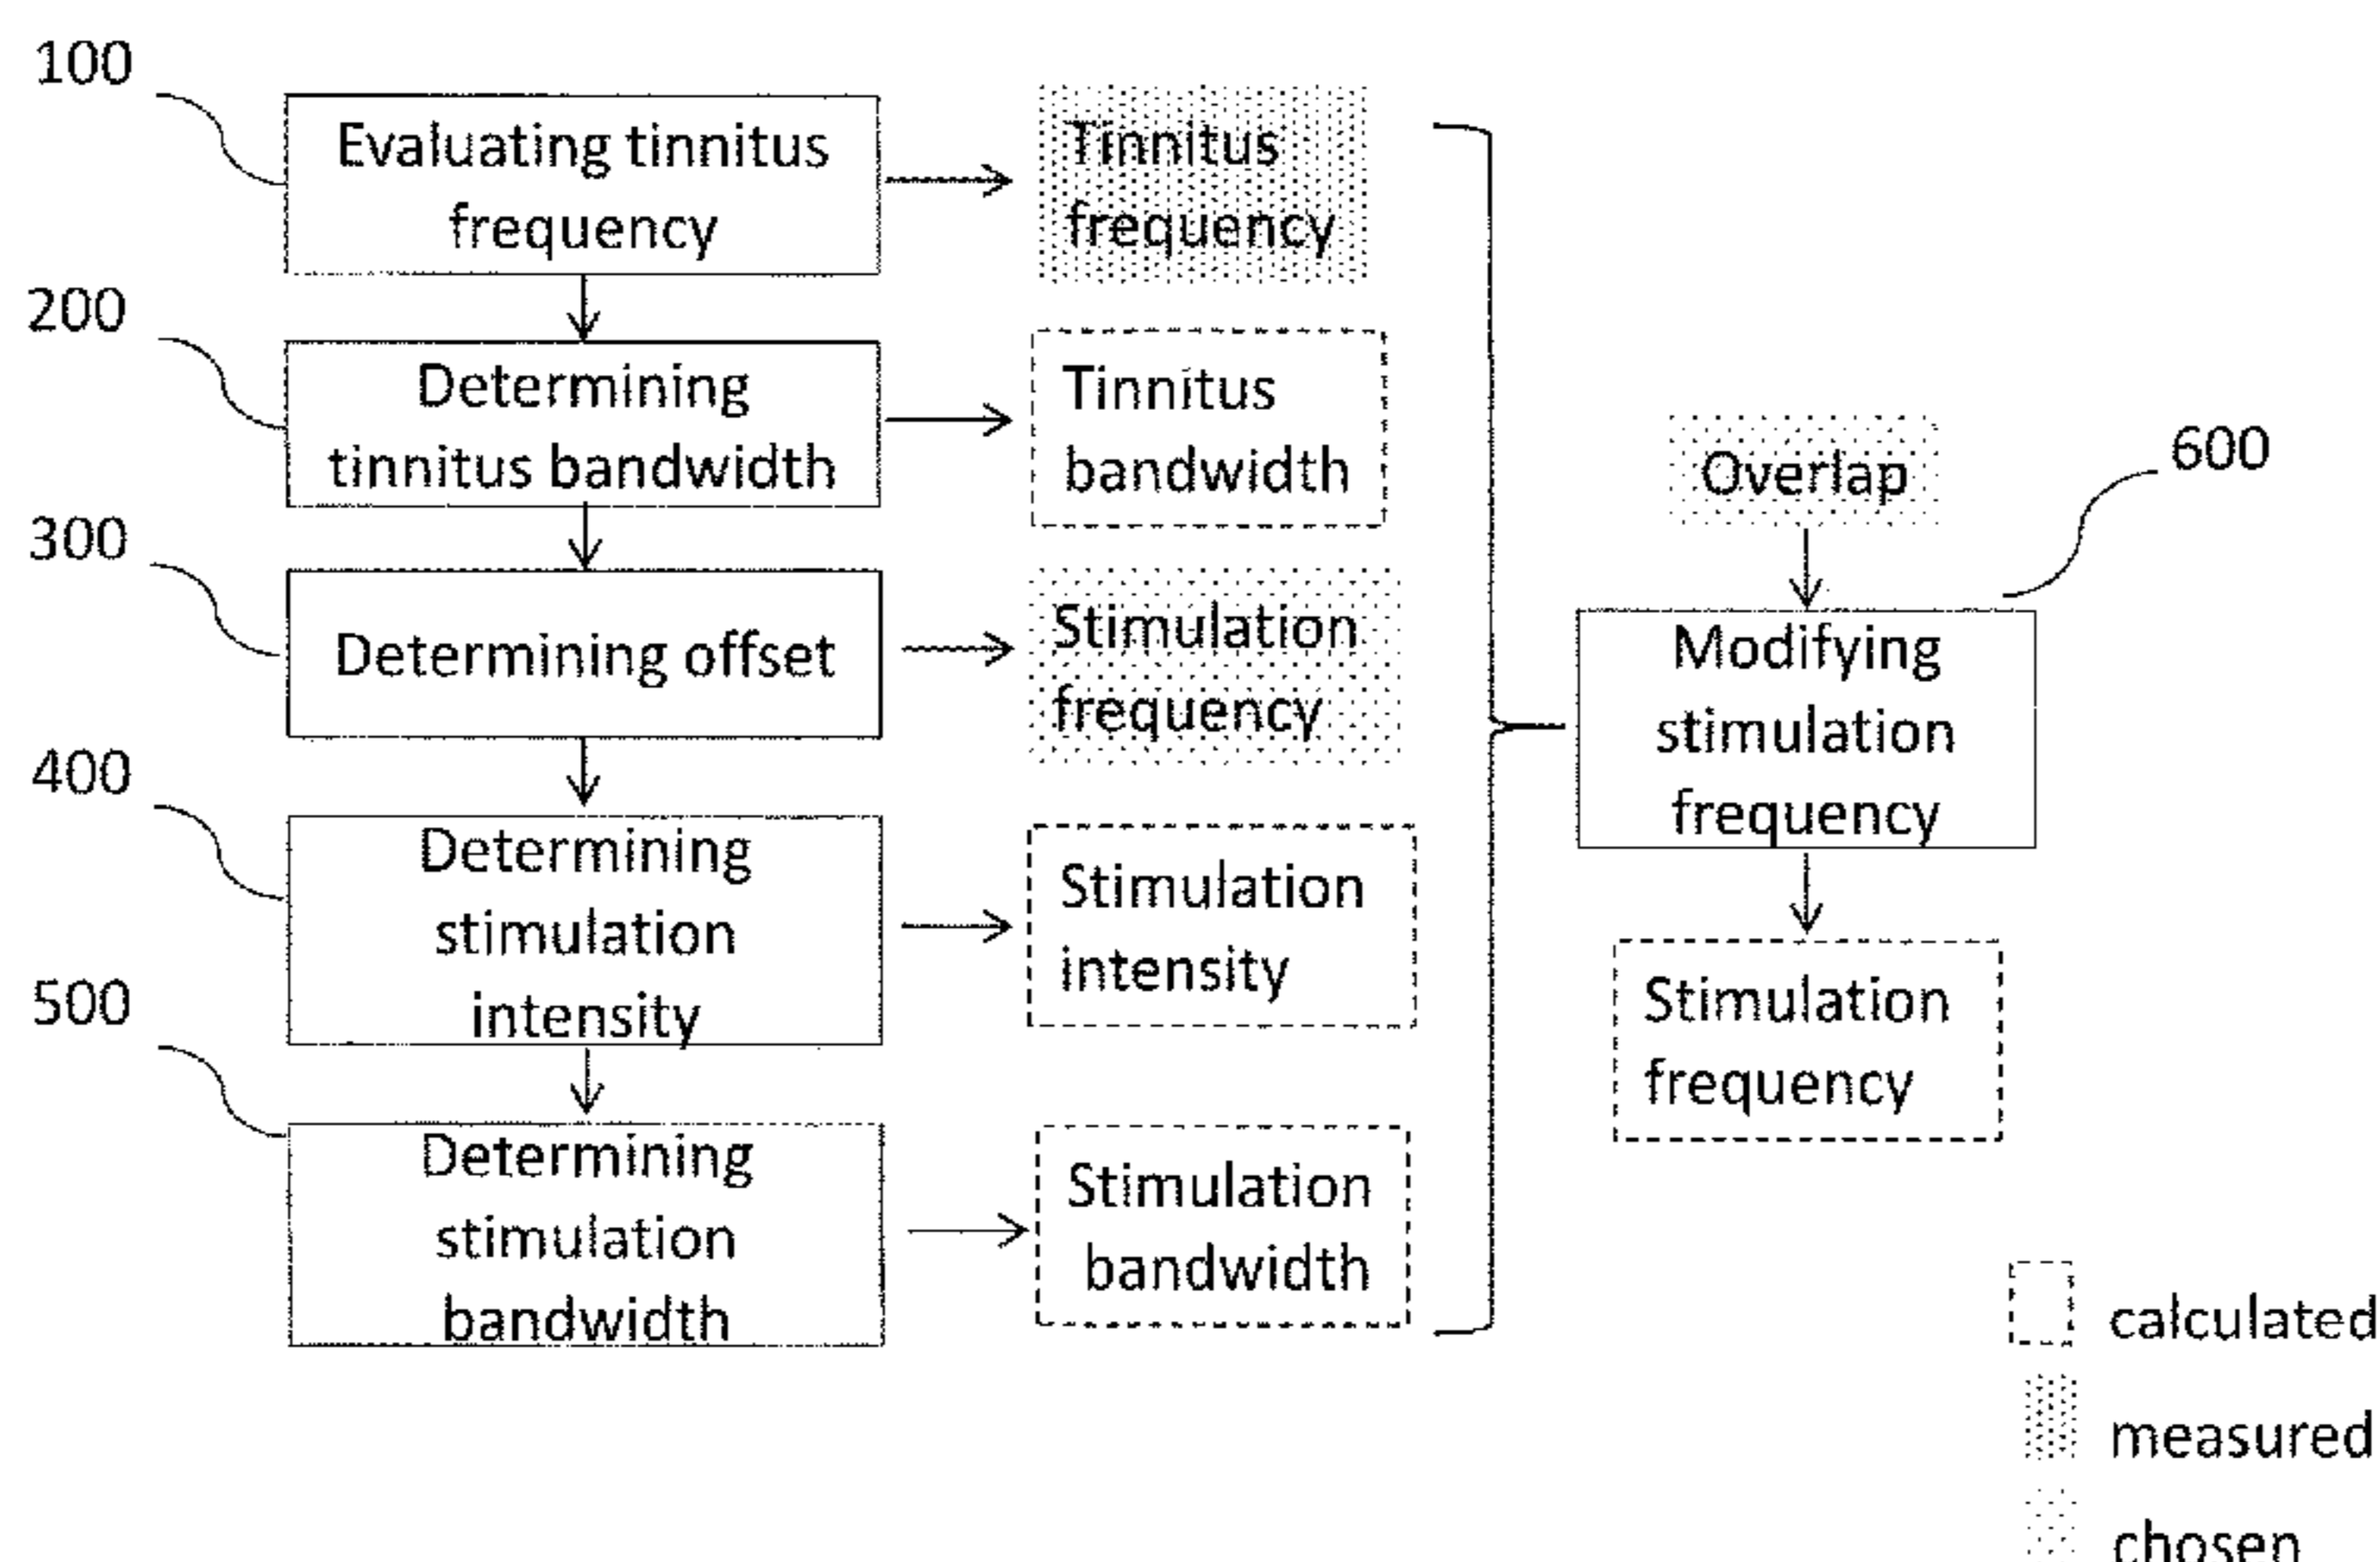 100
Evaluating tinnitus
frequency
Tinnitus
frequency
200
Determining
tinnitus bandwidth
Tinnitus
bandwidth
300
Determining offset
Stimulation
frequency
400
Determining
stimulation
intensity
Stimulation
intensity
500
Determining
stimulation
bandwidth
Stimulation
bandwidth
Overlap
600
Modifying
stimulation
frequency
Stimulation
frequency
calculated
measured
chosen